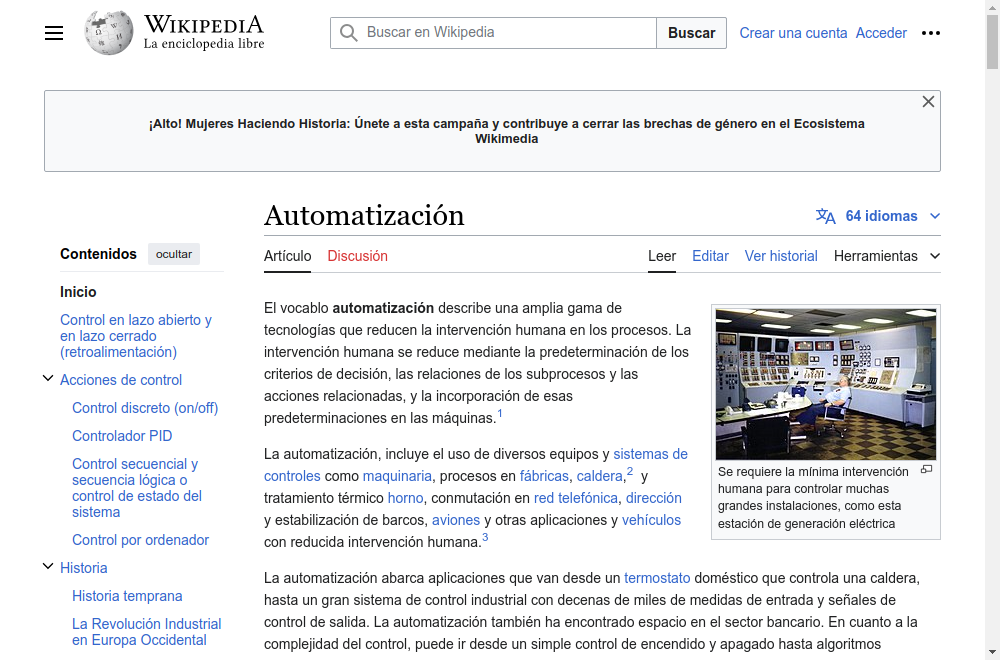 WIKIPEDIA
La enciclopedia libre
Buscar en Wikipedia
Buscar
Crear una cuenta
Acceder
¡Alto! Mujeres Haciendo Historia: Únete a esta campaña y contribuye a cerrar las brechas de género en el Ecosistema
Wikimedia
Automatización
64 idiomas
Contenidos
ocultar
Artículo
Discusión
Leer
Editar
Ver historial
Herramientas
Inicio
Control en lazo abierto y
en lazo cerrado
(retroalimentación)
Acciones de control
Control discreto (on/off)
Controlador PID
Control secuencial y
secuencia lógica o
control de estado del
sistema
Control por ordenador
Historia
Historia temprana
La Revolución Industrial
en Europa Occidental
El vocablo automatización describe una amplia gama de
tecnologías que reducen la intervención humana en los procesos. La
intervención humana se reduce mediante la predeterminación de los
criterios de decisión, las relaciones de los subprocesos y las
acciones relacionadas, y la incorporación de esas
predeterminaciones en las máquinas.1
La automatización, incluye el uso de diversos equipos y sistemas de
controles como maquinaria, procesos en fábricas, caldera,2 y
tratamiento térmico horno, conmutación en red telefónica, dirección
y estabilización de barcos, aviones y otras aplicaciones y vehículos
con reducida intervención humana.3
Se requiere la mínima intervención
humana para controlar muchas
grandes instalaciones, como esta
estación de generación eléctrica
La automatización abarca aplicaciones que van desde un termostato doméstico que controla una caldera,
hasta un gran sistema de control industrial con decenas de miles de medidas de entrada y señales de
control de salida. La automatización también ha encontrado espacio en el sector bancario. En cuanto a la
complejidad del control, puede ir desde un simple control de encendido y apagado hasta algoritmos